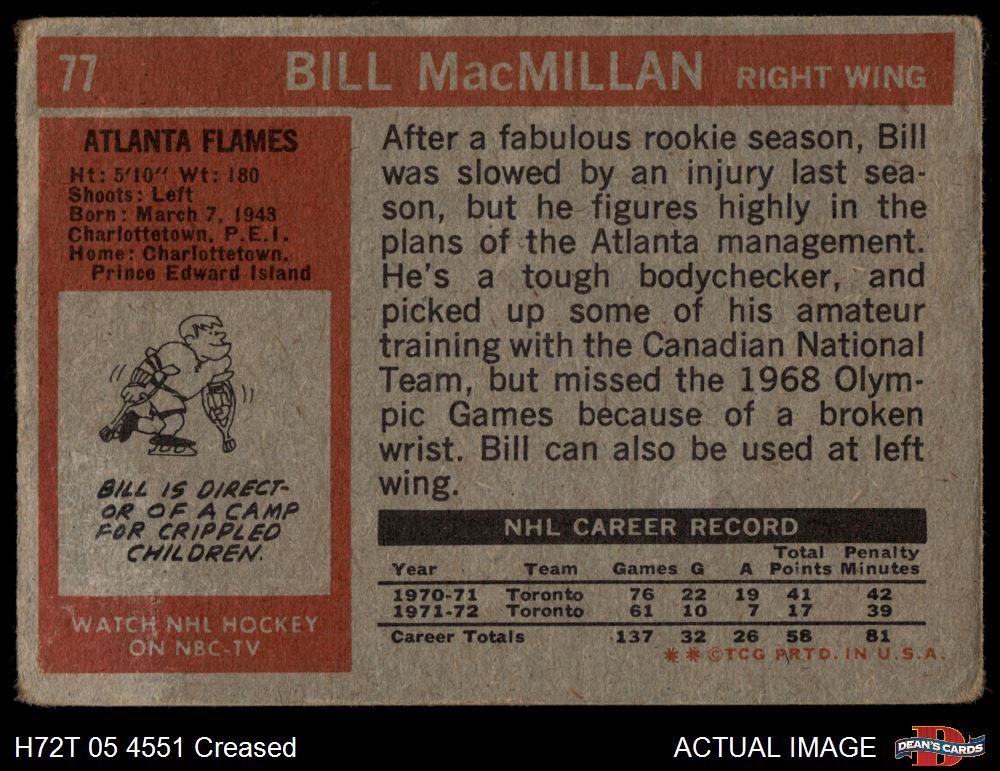 77 BILL MacMILLAN RIGHT WING
ATLANTA FLAMES
Ht: 5'10" Wt: 180
Shoots: Left
Born: March 7, 1943
Charlottetown, P.E.I.
Home: Charlottetown,
Prince Edward Island
BILL IS DIRECT-
OR OF A CAMP
FOR CRIPPLED
CHILDREN.
WATCH NHL HOCKEY
ON NBC-TV
After a fabulous rookie season, Bill
was slowed by an injury last sea-
son, but he figures highly in the
plans of the Atlanta management.
He's a tough bodychecker, and
picked up some of his amateur
training with the Canadian National
Team, but missed the 1968 Olym-
pic Games because of a broken
wrist. Bill can also be used at left
wing.
NHL CAREER RECORD
Total Penalty
Year Team Games G A Points Minutes
1970-71 Toronto 76 22 19 41 42
1971-72 Toronto 61 10 7 17 39
Career Totals 137 32 26 58 81
**©TCG PRTD. IN U.S.A.
H72T 05 4551 Creased ACTUAL IMAGE DEAN'S CARDS